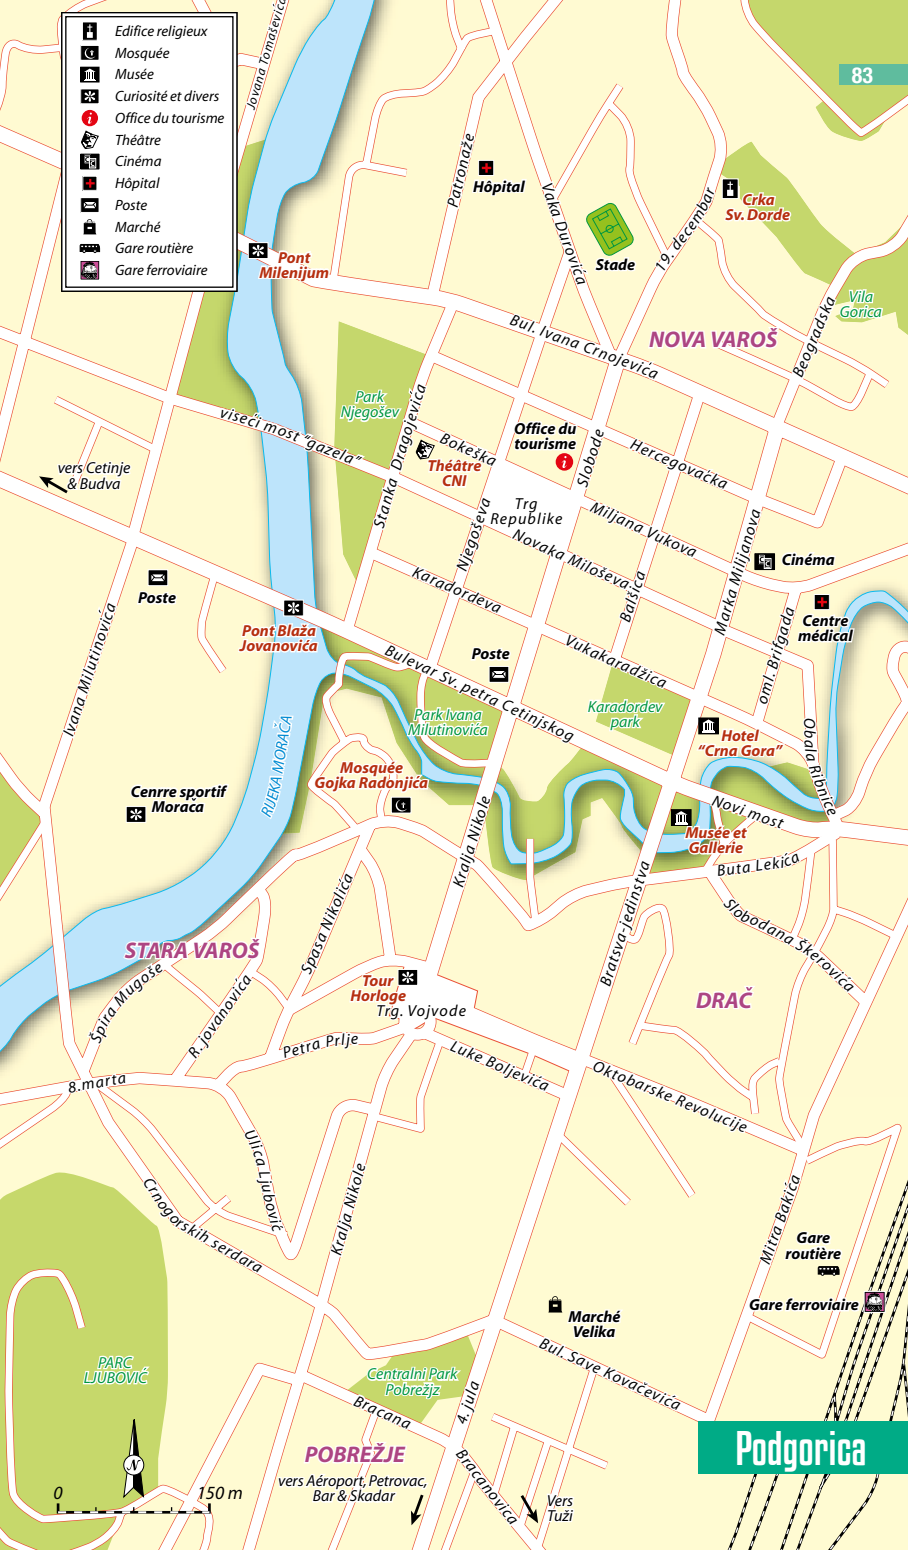 Edifice religieux
Mosquée
Musée
Curiosité et divers
Office du tourisme
Théâtre
Cinéma
Hôpital
Poste
Marché
Gare routière
Gare ferroviaire
Jovana Tomaševića
83
Patronaže
Hôpital
Vaka Durovića
Stade
19. decembar
Crka
Sv. Dorde
Pont
Milenijum
Vila
Gorica
Bul. Ivana Crnojevića
NOVA VAROŠ
Beogradska
Park
Njegošev
viseći most "gazela"
Stanka Dragojevića
Bokeška
Théâtre
CNI
Office du
tourisme
Slobode
Hercegovaćka
vers Cetinje
& Budva
Trg
Republike
Njegoševa
Miljana Vukova
Novaka Miloševa
Marka Milijanova
Cinéma
Poste
Karadordeva
Balšica
Centre
médical
oml. Brifgada
Pont Blaža
Jovanovića
Ivana Milutinovića
Bulevar Sv. petra Cetinjskog
Poste
Vukakaradžica
Karadordev
park
Park Ivana
Milutinovića
Hotel
"Crna Gora"
Obala Ribnice
RIJEKA MORAČA
Mosquée
Gojka Radonjića
Cenrre sportif
Morača
Kralja Nikole
Novi most
Musée et
Gallerie
Buta Lekića
Bratsva-jedinstva
Slobodana Škerovića
Spasa Nikolića
STARA VAROŠ
Špira Mugoše
R. jovanovića
Tour
Horloge
Trg. Vojvode
DRAČ
Petra Prlje
Luke Boljevića
Oktobarske Revolucije
8.marta
Ulica Ljubović
Crnogorskih serdara
Kralja Nikole
Mitra Bakića
Gare
routière
Gare ferroviaire
Marché
Velika
Bul. Save Kovačevića
PARC
LJUBOVIĆ
Centralni Park
Pobrežjz
4. jula
Bracana
Bracanovića
POBREŽJE
Podgorica
vers Aéroport, Petrovac,
Bar & Skadar
Vers
Tuži
N
0 150 m